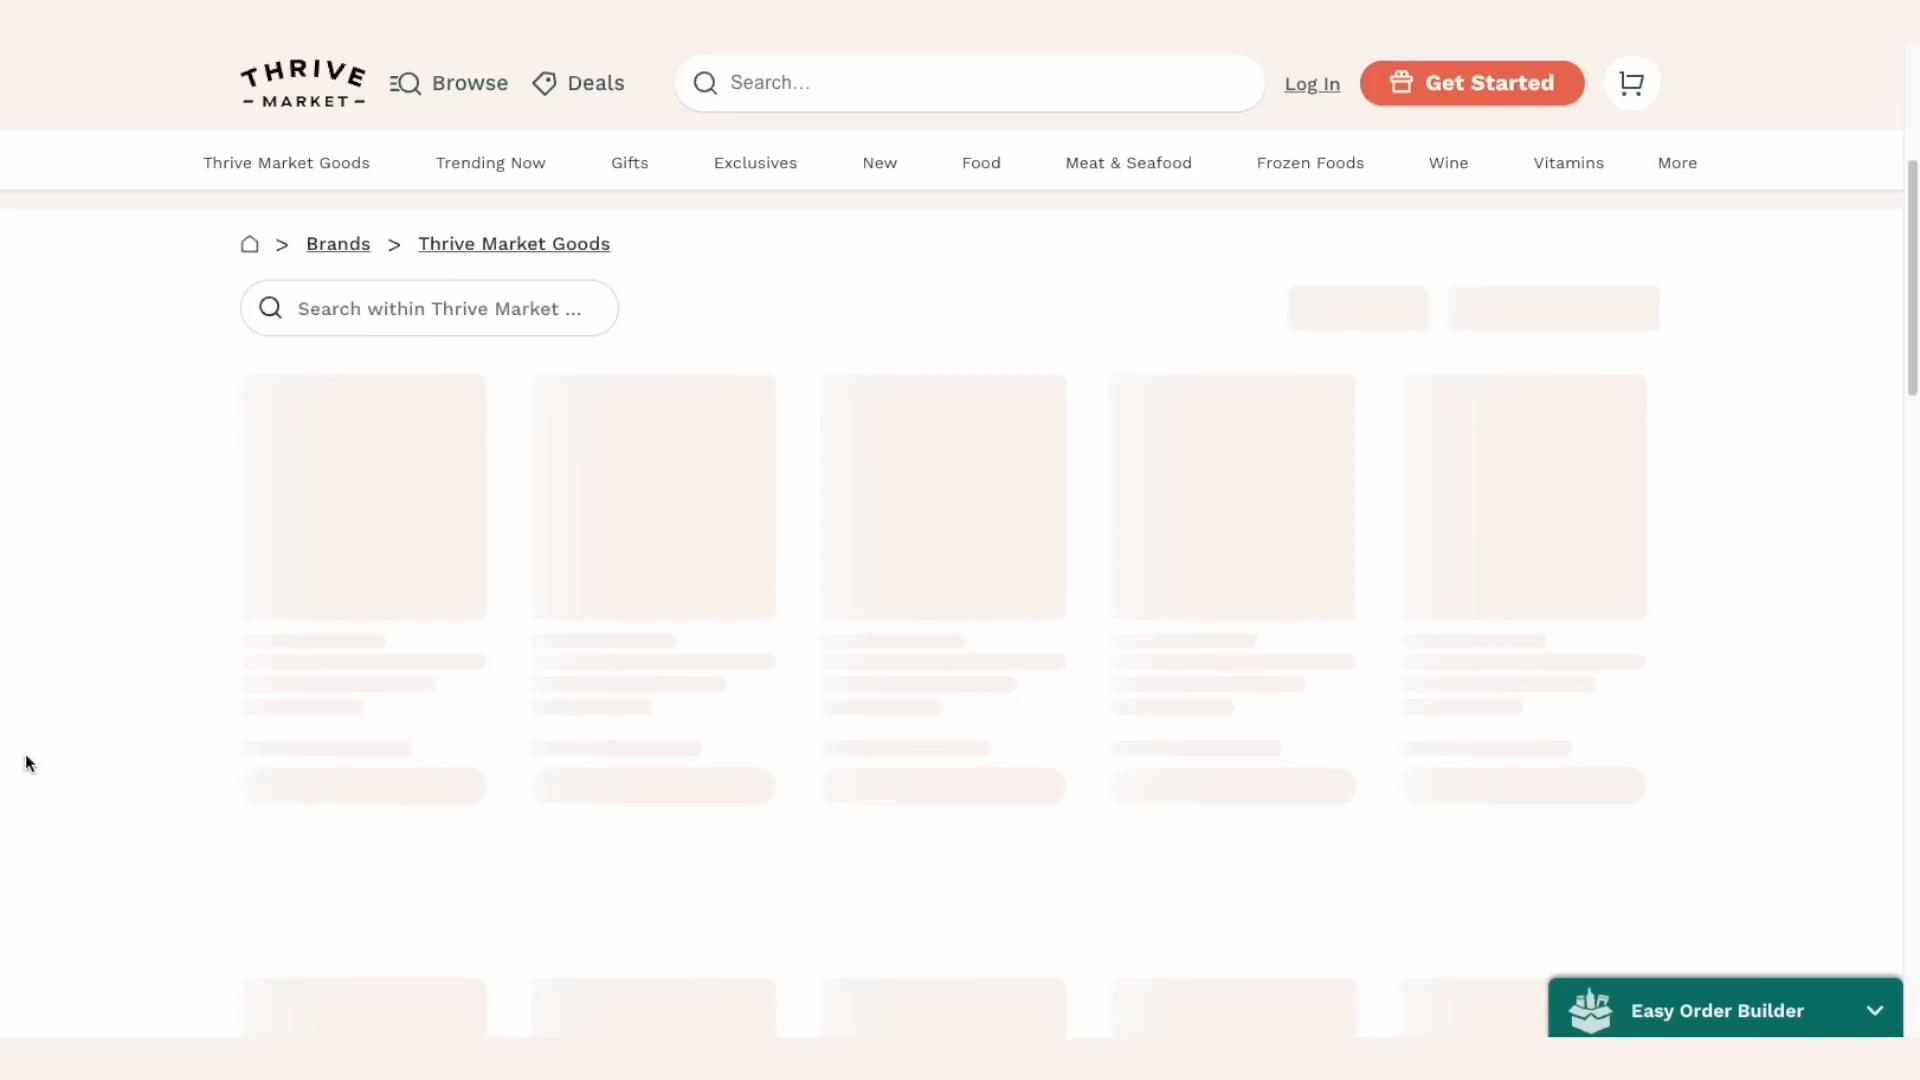 THRIVE
MARKET
Browse
Deals
Search...
Log In
Get Started
Thrive Market Goods
Trending Now
Gifts
Exclusives
New
Food
Meat & Seafood
Frozen Foods
Wine
Vitamins
More
> Brands > Thrive Market Goods
Search within Thrive Market ...
Easy Order Builder